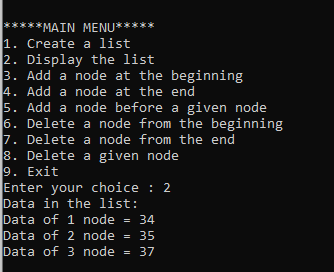 *****MAIN MENU*****
1. Create a list
2. Display the list
3. Add a node at the beginning
4. Add a node at the end
5. Add a node before a given node
6. Delete a node from the beginning
7. Delete a node from the end
8. Delete a given node
9. Exit
Enter your choice : 2
Data in the list:
Data of 1 node = 34
Data of 2 node = 35
Data of 3 node = 37